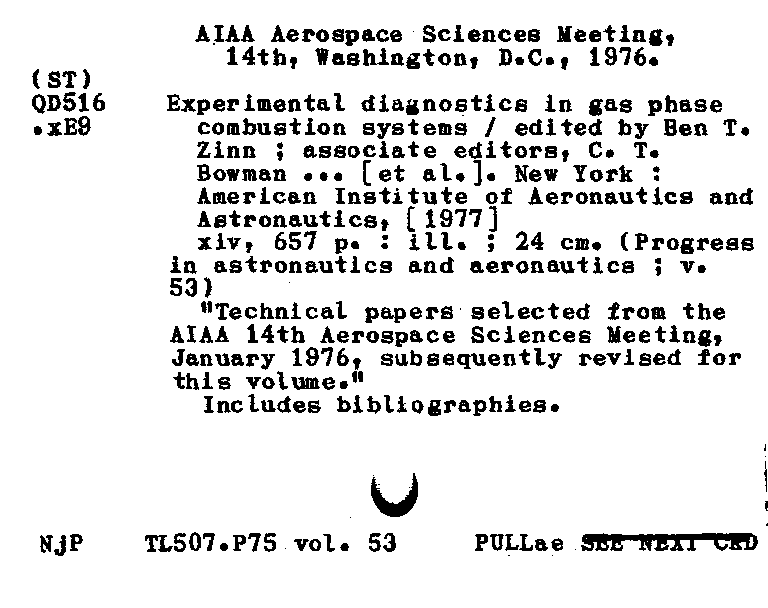 AIAA Aerospace Sciences Meeting,
14th, Washington, D.C., 1976.
(ST)
QD516 Experimental diagnostics in gas phase
.xE9 combustion systems / edited by Ben T.
Zinn ; associate editors, C. T.
Bowman ... [et al.]. New York :
American Institute of Aeronautics and
Astronautics, [1977]
xiv, 657 p. : ill. ; 24 cm. (Progress
in astronautics and aeronautics ; v.
53)
"Technical papers selected from the
AIAA 14th Aerospace Sciences Meeting,
January 1976, subsequently revised for
this volume."
Includes bibliographies.
NjP TL507.P75 vol. 53 PULLae SEE NEXT CRD